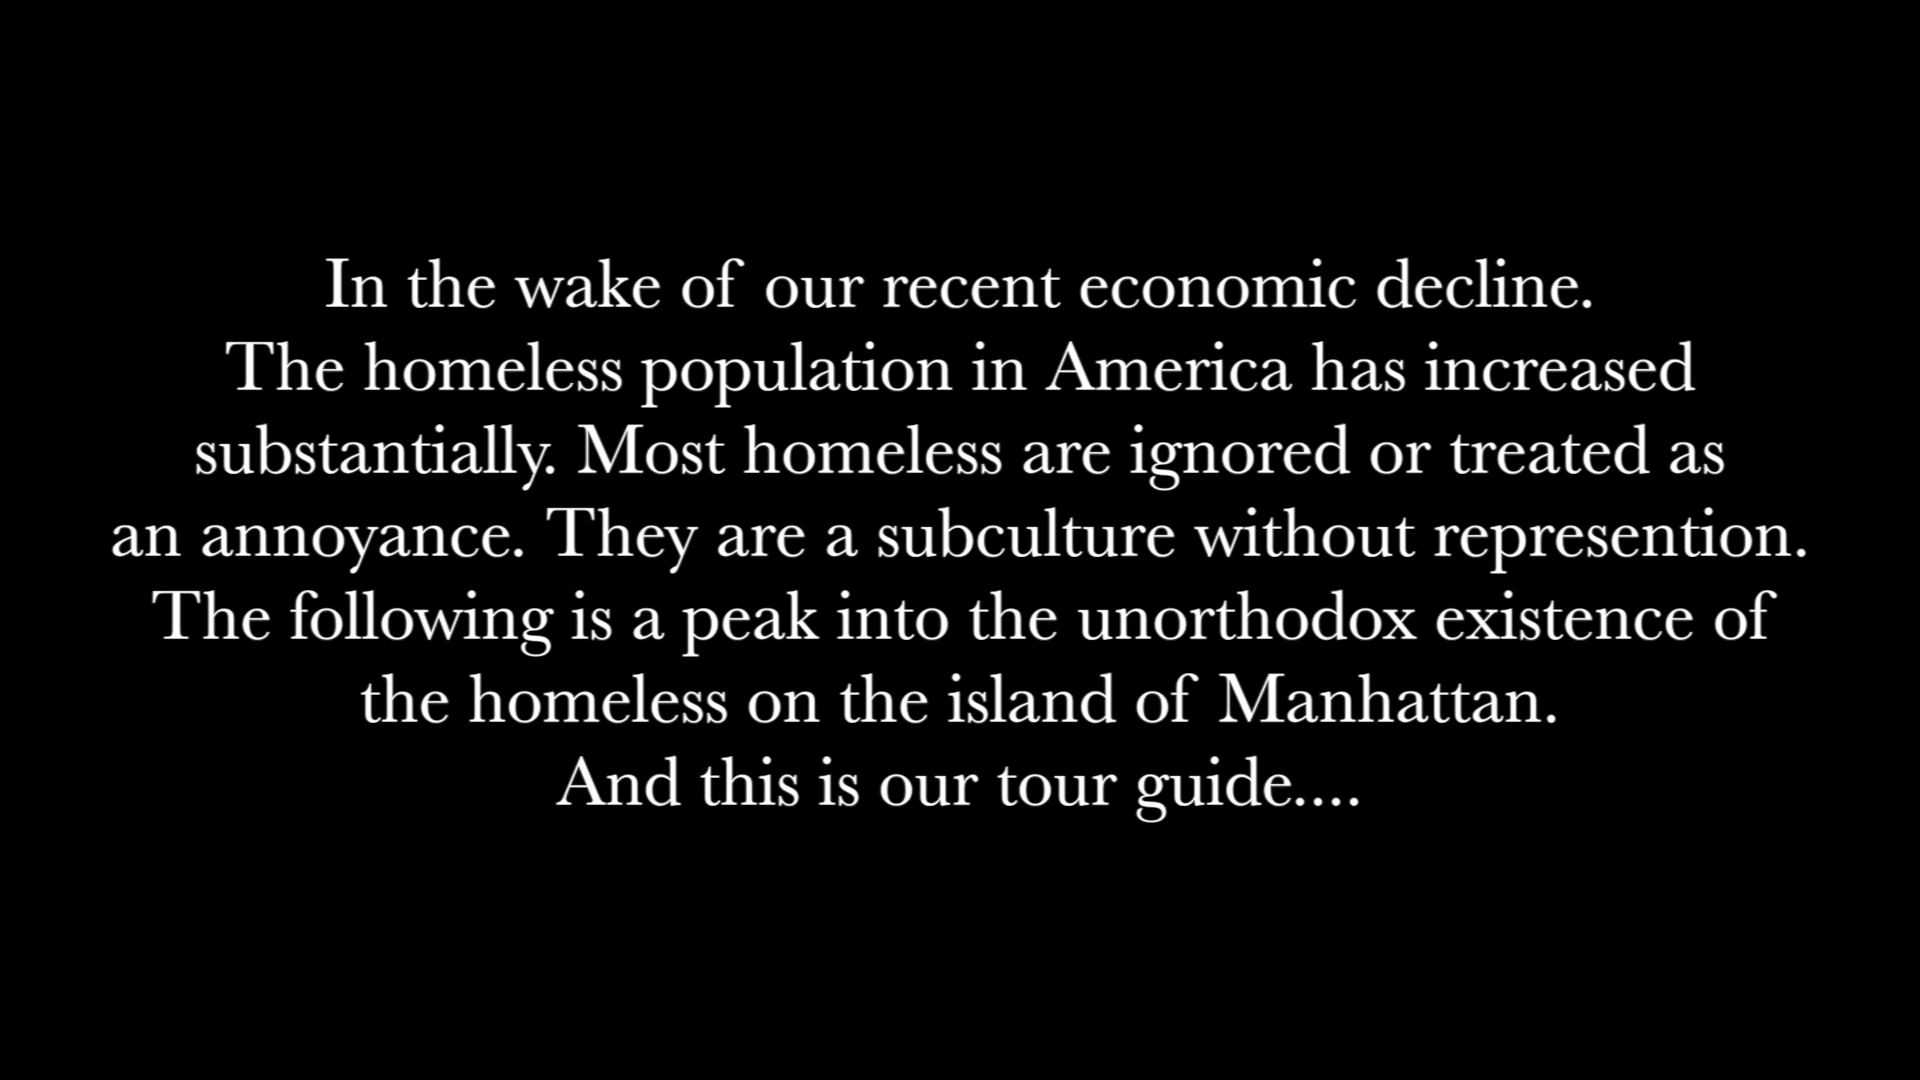 In the wake of our recent economic decline.
The homeless population in America has increased
substantially. Most homeless are ignored or treated as
an annoyance. They are a subculture without represention.
The following is a peak into the unorthodox existence of
the homeless on the island of Manhattan.
And this is our tour guide....